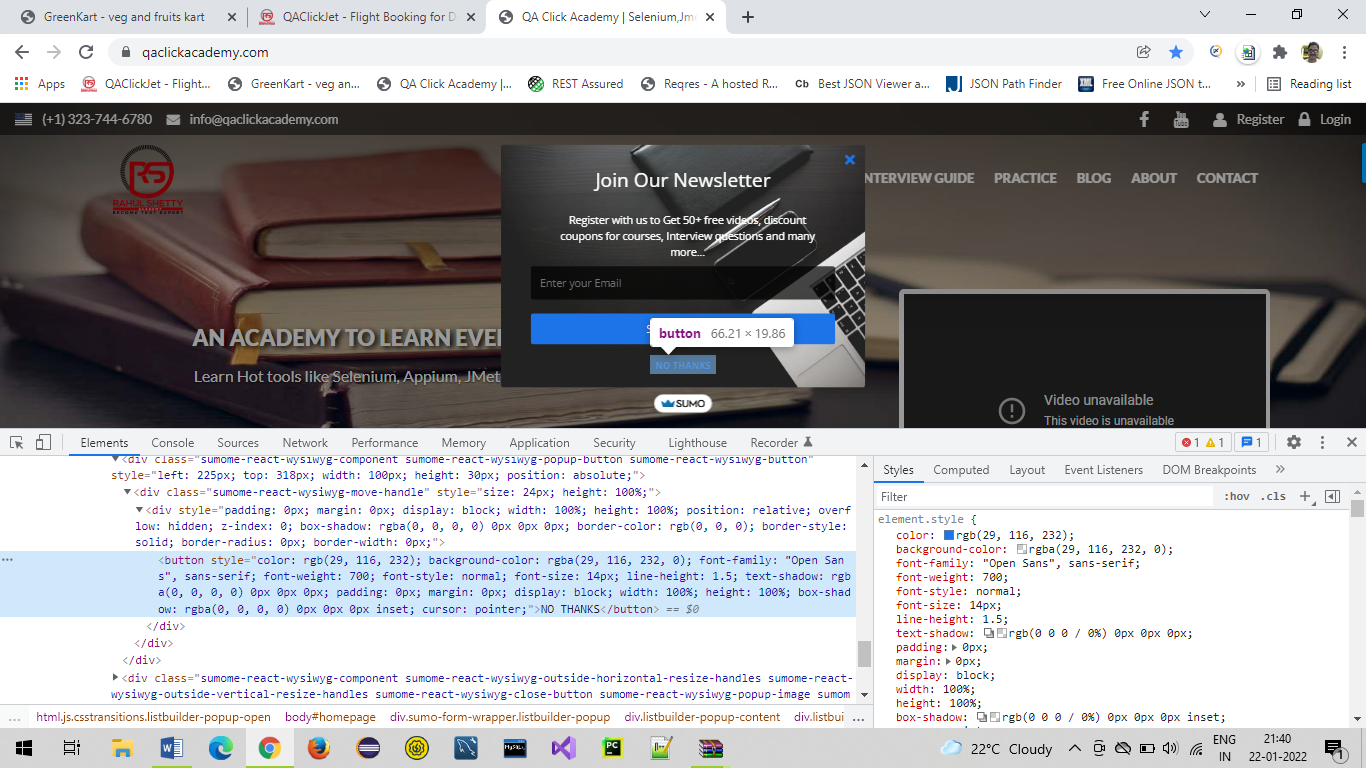 GreenKart - veg and fruits kart
QAClickJet - Flight Booking for D
QA Click Academy | Selenium,Jm
qaclickacademy.com
Apps
QAClickJet - Flight...
GreenKart - veg an...
QA Click Academy |...
REST Assured
Reqres - A hosted R...
Cb
Best JSON Viewer a...
JSON Path Finder
XML
Free Online JSON t...
»
Reading list
(+1) 323-744-6780
info@qaclickacademy.com
Register
Login
RS
RAHUL SHETTY
BECOME TEST EXPERT
NTERVIEW GUIDE
PRACTICE
BLOG
ABOUT
CONTACT
Join Our Newsletter
Register with us to Get 50+ free videos, discount
coupons for courses, Interview questions and many
more...
Enter your Email
S
button 66.21 × 19.86
NO THANKS
SUMO
AN ACADEMY TO LEARN EVE
Learn Hot tools like Selenium, Appium, JMet
Video unavailable
This video is unavailable
Elements
Console
Sources
Network
Performance
Memory
Application
Security
Lighthouse
Recorder
1
1
1
▼<div class="sumome-react-wysiwyg-component sumome-react-wysiwyg-popup-button sumome-react-wysiwyg-button"
style="left: 225px; top: 318px; width: 100px; height: 30px; position: absolute;">
▼<div class="sumome-react-wysiwyg-move-handle" style="size: 24px; height: 100%;">
▼<div style="padding: 0px; margin: 0px; display: block; width: 100%; height: 100%; position: relative; overf
low: hidden; z-index: 0; box-shadow: rgba(0, 0, 0, 0) 0px 0px 0px; border-color: rgb(0, 0, 0); border-style:
solid; border-radius: 0px; border-width: 0px;">
<button style="color: rgb(29, 116, 232); background-color: rgba(29, 116, 232, 0); font-family: "Open San
s", sans-serif; font-weight: 700; font-style: normal; font-size: 14px; line-height: 1.5; text-shadow: rgb
a(0, 0, 0, 0) 0px 0px 0px; padding: 0px; margin: 0px; display: block; width: 100%; height: 100%; box-shad
ow: rgba(0, 0, 0, 0) 0px 0px 0px inset; cursor: pointer;">NO THANKS</button> == $0
</div>
</div>
</div>
▶<div class="sumome-react-wysiwyg-component sumome-react-wysiwyg-outside-horizontal-resize-handles sumome-react-
wysiwyg-outside-vertical-resize-handles sumome-react-wysiwyg-close-button sumome-react-wysiwyg-popup-image sumom
...
html.js.csstransitions.listbuilder-popup-open
body#homepage
div.sumo-form-wrapper.listbuilder-popup
div.listbuilder-popup-content
div.listbui
...
Styles
Computed
Layout
Event Listeners
DOM Breakpoints
»
Filter
:hov
.cls
element.style {
color: rgb(29, 116, 232);
background-color: rgba(29, 116, 232, 0);
font-family: "Open Sans", sans-serif;
font-weight: 700;
font-style: normal;
font-size: 14px;
line-height: 1.5;
text-shadow: rgb(0 0 0 / 0%) 0px 0px 0px;
padding: 0px;
margin: 0px;
display: block;
width: 100%;
height: 100%;
box-shadow: rgb(0 0 0 / 0%) 0px 0px 0px inset;
MySQL
PC
22°C Cloudy
ENG
IN
21:40
22-01-2022
1